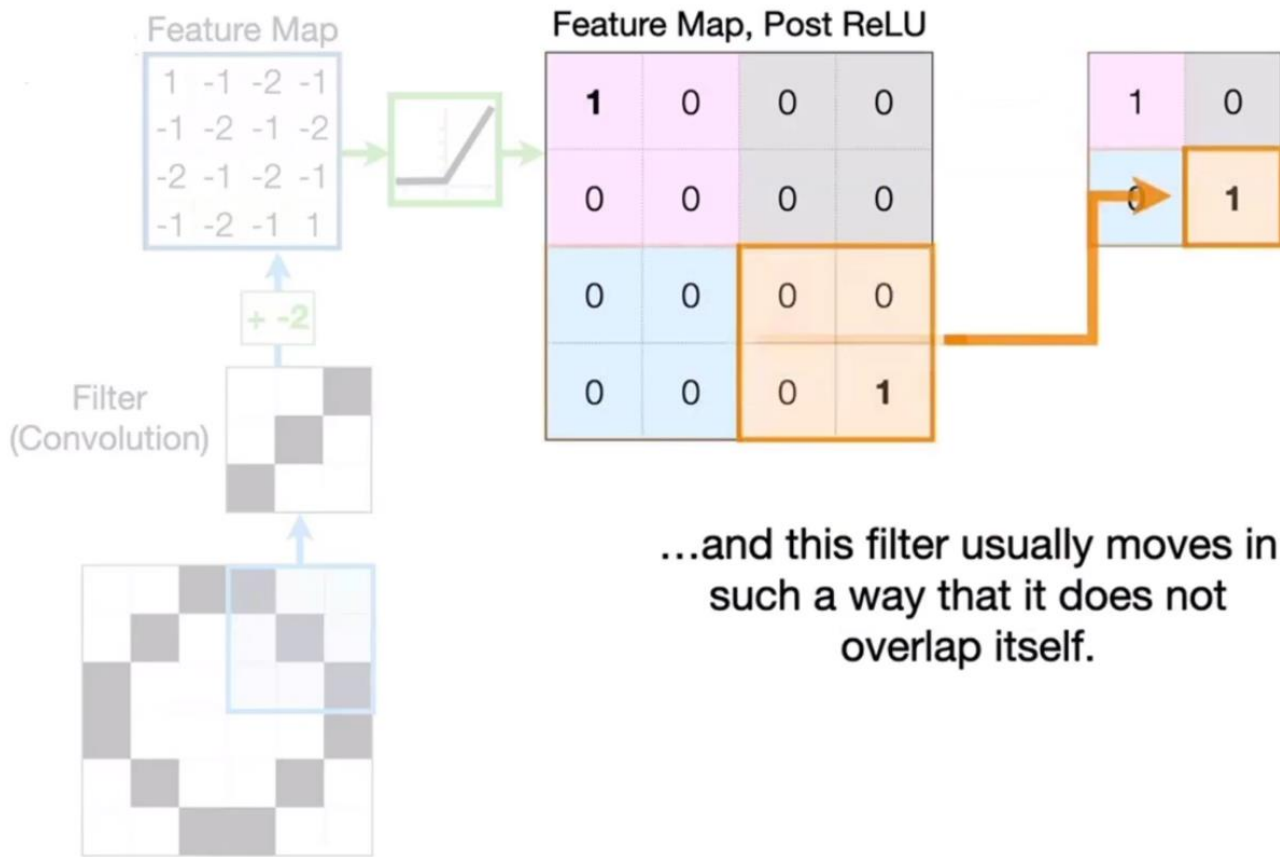 Feature Map
1 -1 -2 -1
-1 -2 -1 -2
-2 -1 -2 -1
-1 -2 -1 1
+ -2
Filter
(Convolution)
Feature Map, Post ReLU
1 0 0 0
0 0 0 0
0 0 0 0
0 0 0 1
1 0
0 1
...and this filter usually moves in
such a way that it does not
overlap itself.